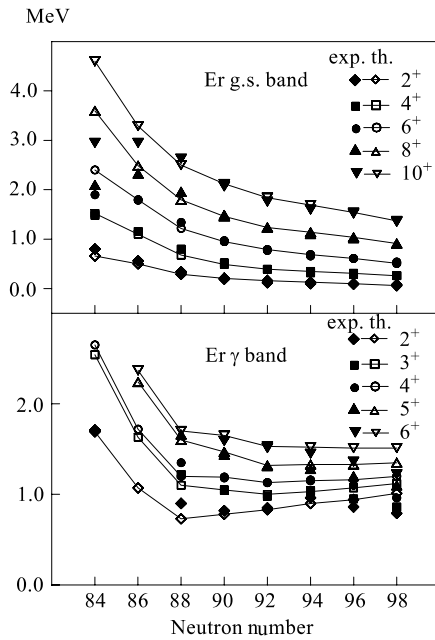 MeV
exp. th.
Er g.s. band
2+
4+
6+
8+
10+
4.0
3.0
2.0
1.0
0.0
exp. th.
Er γ band
2+
3+
4+
5+
6+
2.0
1.0
0.0
84 86 88 90 92 94 96 98
Neutron number